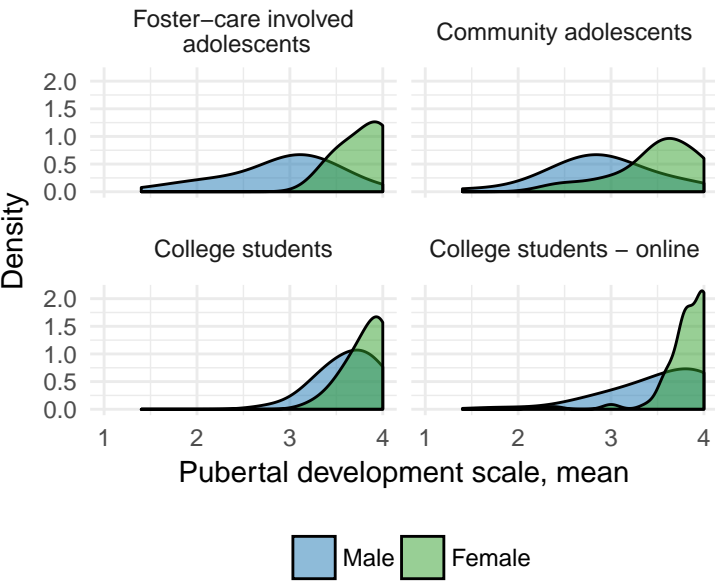 Foster−care involved
adolescents
Community adolescents
2.0
1.5
1.0
0.5
0.0
Density
College students
College students − online
2.0
1.5
1.0
0.5
0.0
1 2 3 4 1 2 3 4
Pubertal development scale, mean
Male Female